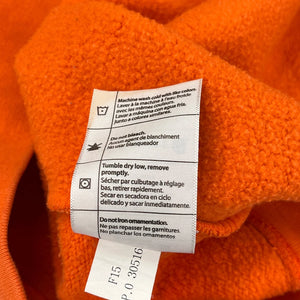 Machine wash cold with like colors.
Laver à la machine à l'eau froide
avec les mêmes couleurs.
Lavar a máquina con agua fria.
junto a colores similares.
Do not bleach.
Aucun agent de blanchiment
No usar blanqueador
Tumble dry low, remove
promptly.
Sécher par culbutage à réglage
bas, retirer rapidement.
Secar en secadora en ciclo
delicado y sacar inmediatamente
Do not iron ornamentation.
Ne pas repasser les garnitures.
No planchar los ornamentos.
F15
P.O 30516